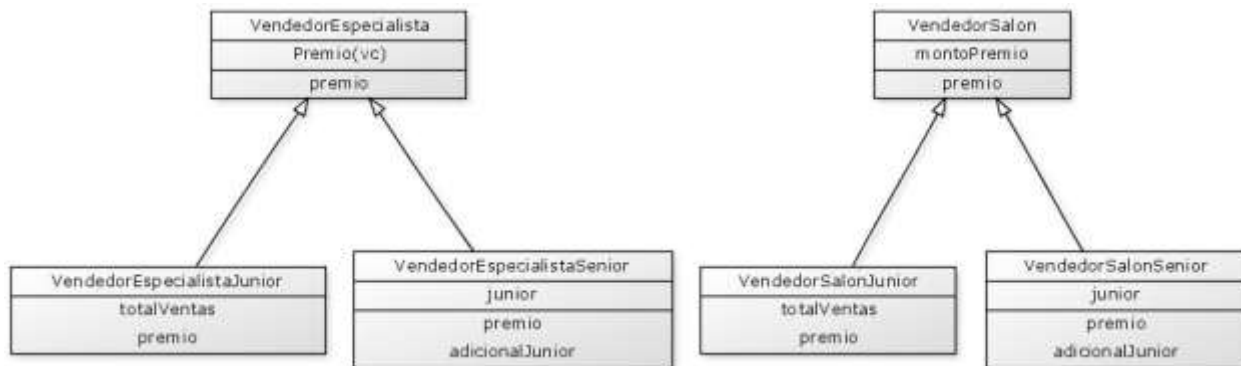 VendedorEspecialista
Premio(vc)
premio
VendedorSalon
montoPremio
premio
VendedorEspecialistaJunior
totalVentas
premio
VendedorEspecialistaSenior
junior
premio
adicionalJunior
VendedorSalonJunior
totalVentas
premio
VendedorSalonSenior
junior
premio
adicionalJunior